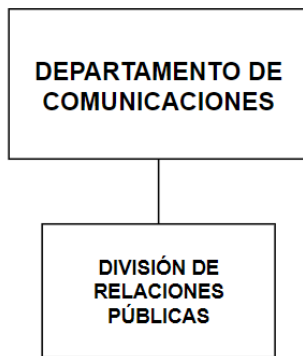 DEPARTAMENTO DE
COMUNICACIONES
DIVISIÓN DE
RELACIONES
PÚBLICAS